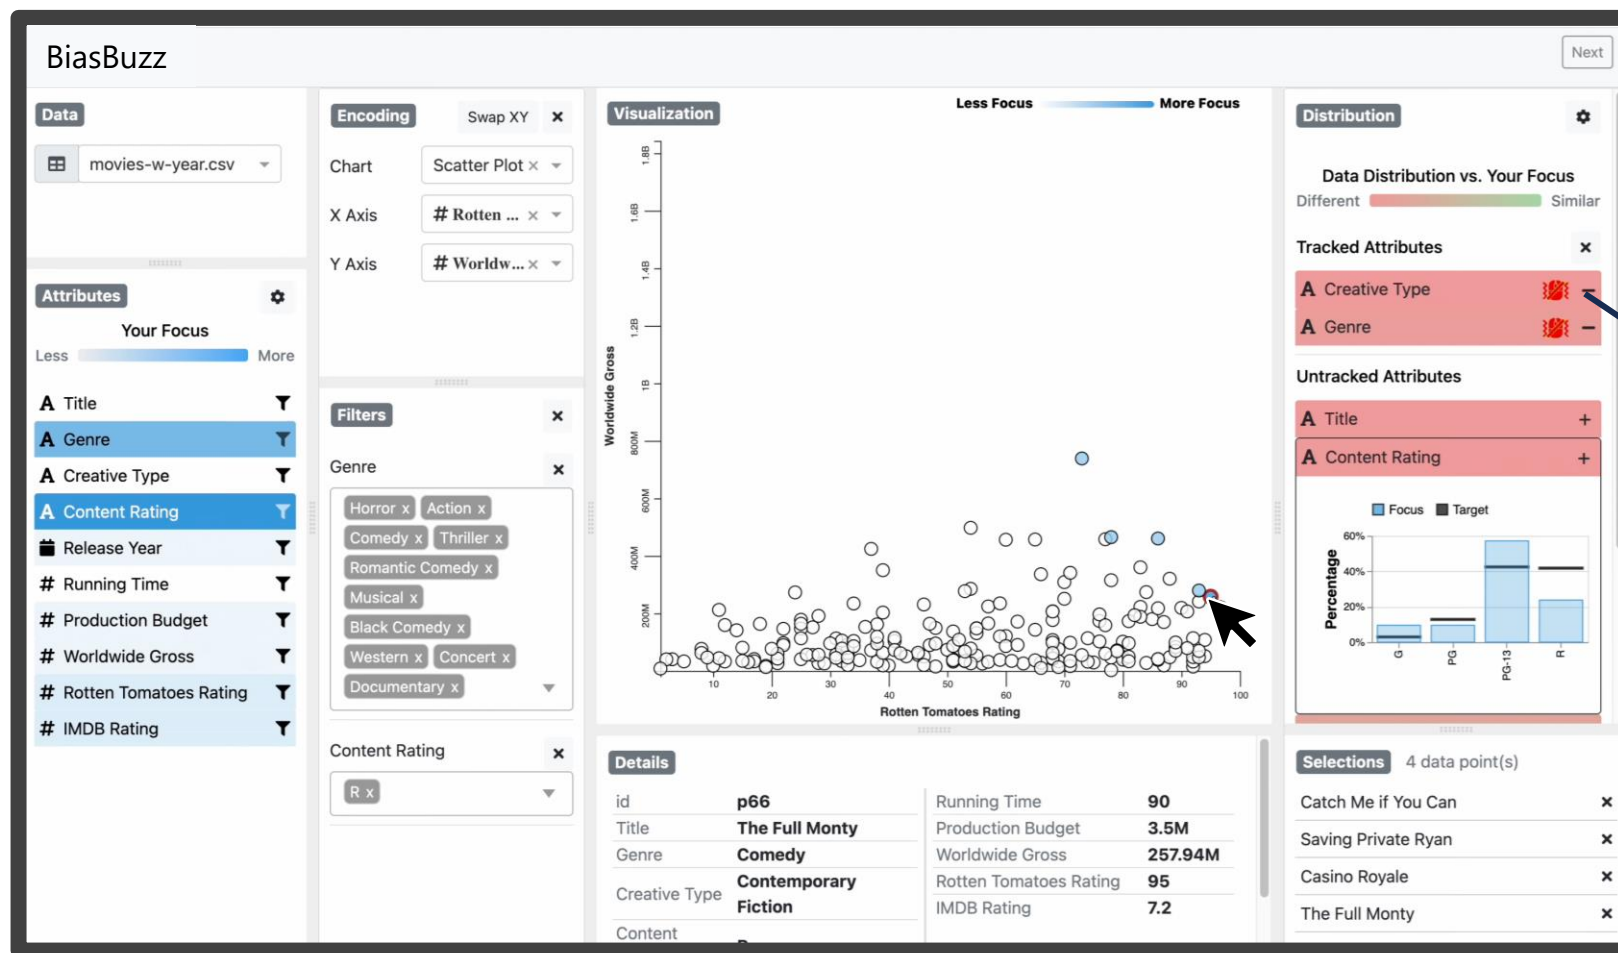 BiasBuzz
Next
Data
movies-w-year.csv
Attributes
Your Focus
Less More
A Title
A Genre
A Creative Type
A Content Rating
Release Year
# Running Time
# Production Budget
# Worldwide Gross
# Rotten Tomatoes Rating
# IMDB Rating
Encoding Swap XY ×
Chart Scatter Plot ×
X Axis # Rotten ... ×
Y Axis # Worldw... ×
Filters ×
Genre ×
Horror x Action x
Comedy x Thriller x
Romantic Comedy x
Musical x
Black Comedy x
Western x Concert x
Documentary x
Content Rating ×
R x
Visualization
Less Focus More Focus
1.8B
1.6B
1.4B
1.2B
1B
800M
600M
400M
200M
Worldwide Gross
10 20 30 40 50 60 70 80 90 100
Rotten Tomatoes Rating
Details
id p66
Title The Full Monty
Genre Comedy
Creative Type Contemporary
Fiction
Content
Running Time 90
Production Budget 3.5M
Worldwide Gross 257.94M
Rotten Tomatoes Rating 95
IMDB Rating 7.2
Distribution
Data Distribution vs. Your Focus
Different Similar
Tracked Attributes ×
A Creative Type −
A Genre −
Untracked Attributes
A Title +
A Content Rating +
Focus Target
Percentage
60%
40%
20%
0%
G PG PG-13 R
Selections 4 data point(s)
Catch Me if You Can ×
Saving Private Ryan ×
Casino Royale ×
The Full Monty ×